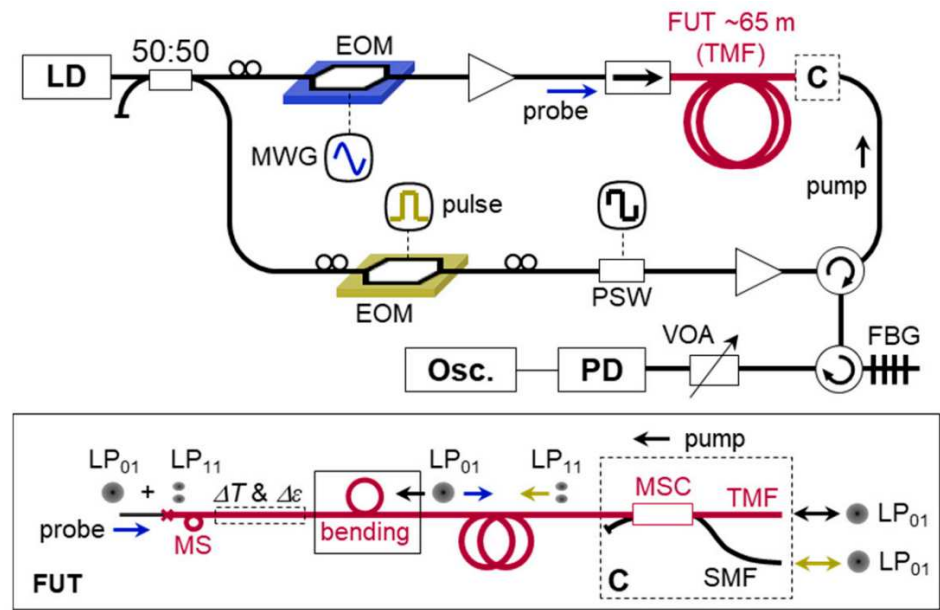 LD
50:50
EOM
MWG
probe
FUT ~65 m
(TMF)
C
pump
pulse
EOM
PSW
VOA
FBG
Osc.
PD
pump
LP01
LP11
+
ΔT & Δε
LP01
LP11
MSC
TMF
LP01
probe
MS
bending
LP01
SMF
FUT
C